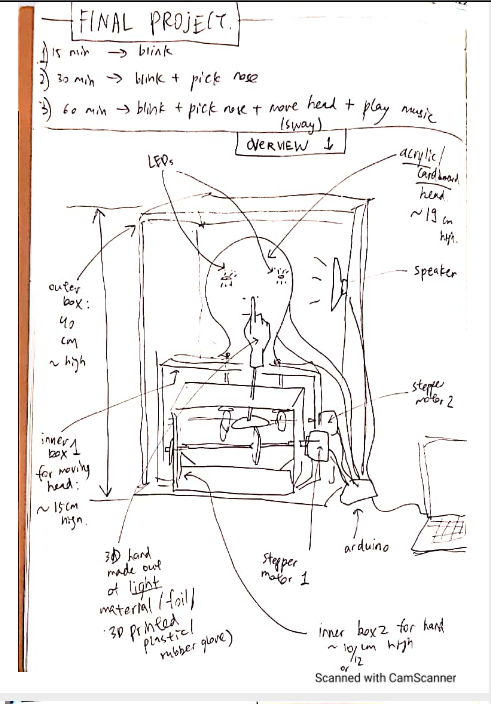 FINAL PROJECT.
1) 15 min → blink
2) 30 min → blink + pick nose
3) 60 min → blink + pick nose + move head + play music
(sway)
OVERVIEW ↓
LEDs
acrylic/
cardboard
head
~19 cm
high.
speaker
outer
box:
40
cm
~ high
stepper
motor 2
inner
box 1
for moving
head:
~15cm
high.
arduino
stepper
motor 1
3D hand
made out
of light
material (foil/
3D printed
plastic/
rubber glove)
inner box 2 for hand
~ 10/cm high
or 12
Scanned with CamScanner